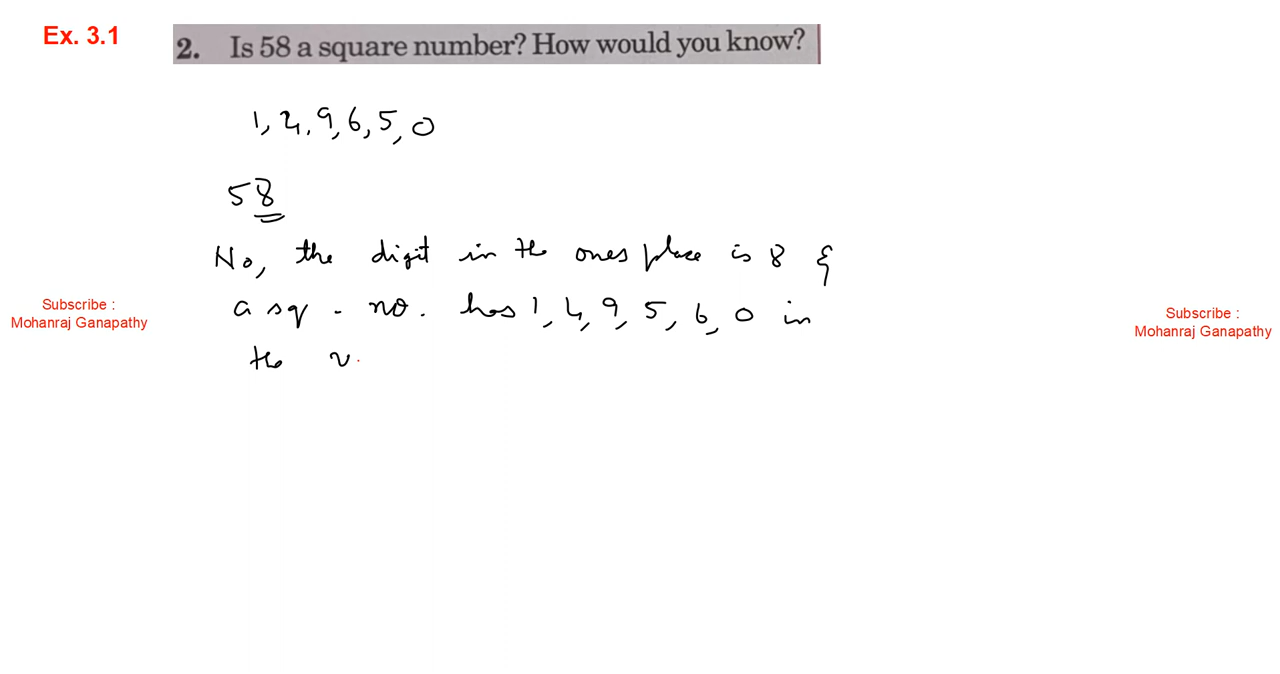 Ex. 3.1
2. Is 58 a square number? How would you know?
1, 4, 9, 6, 5, 0
58
No, the digit in the ones place is 8 &
a sq. no. has 1, 4, 9, 5, 6, 0 in
Subscribe :
Mohanraj Ganapathy
Subscribe :
Mohanraj Ganapathy
the